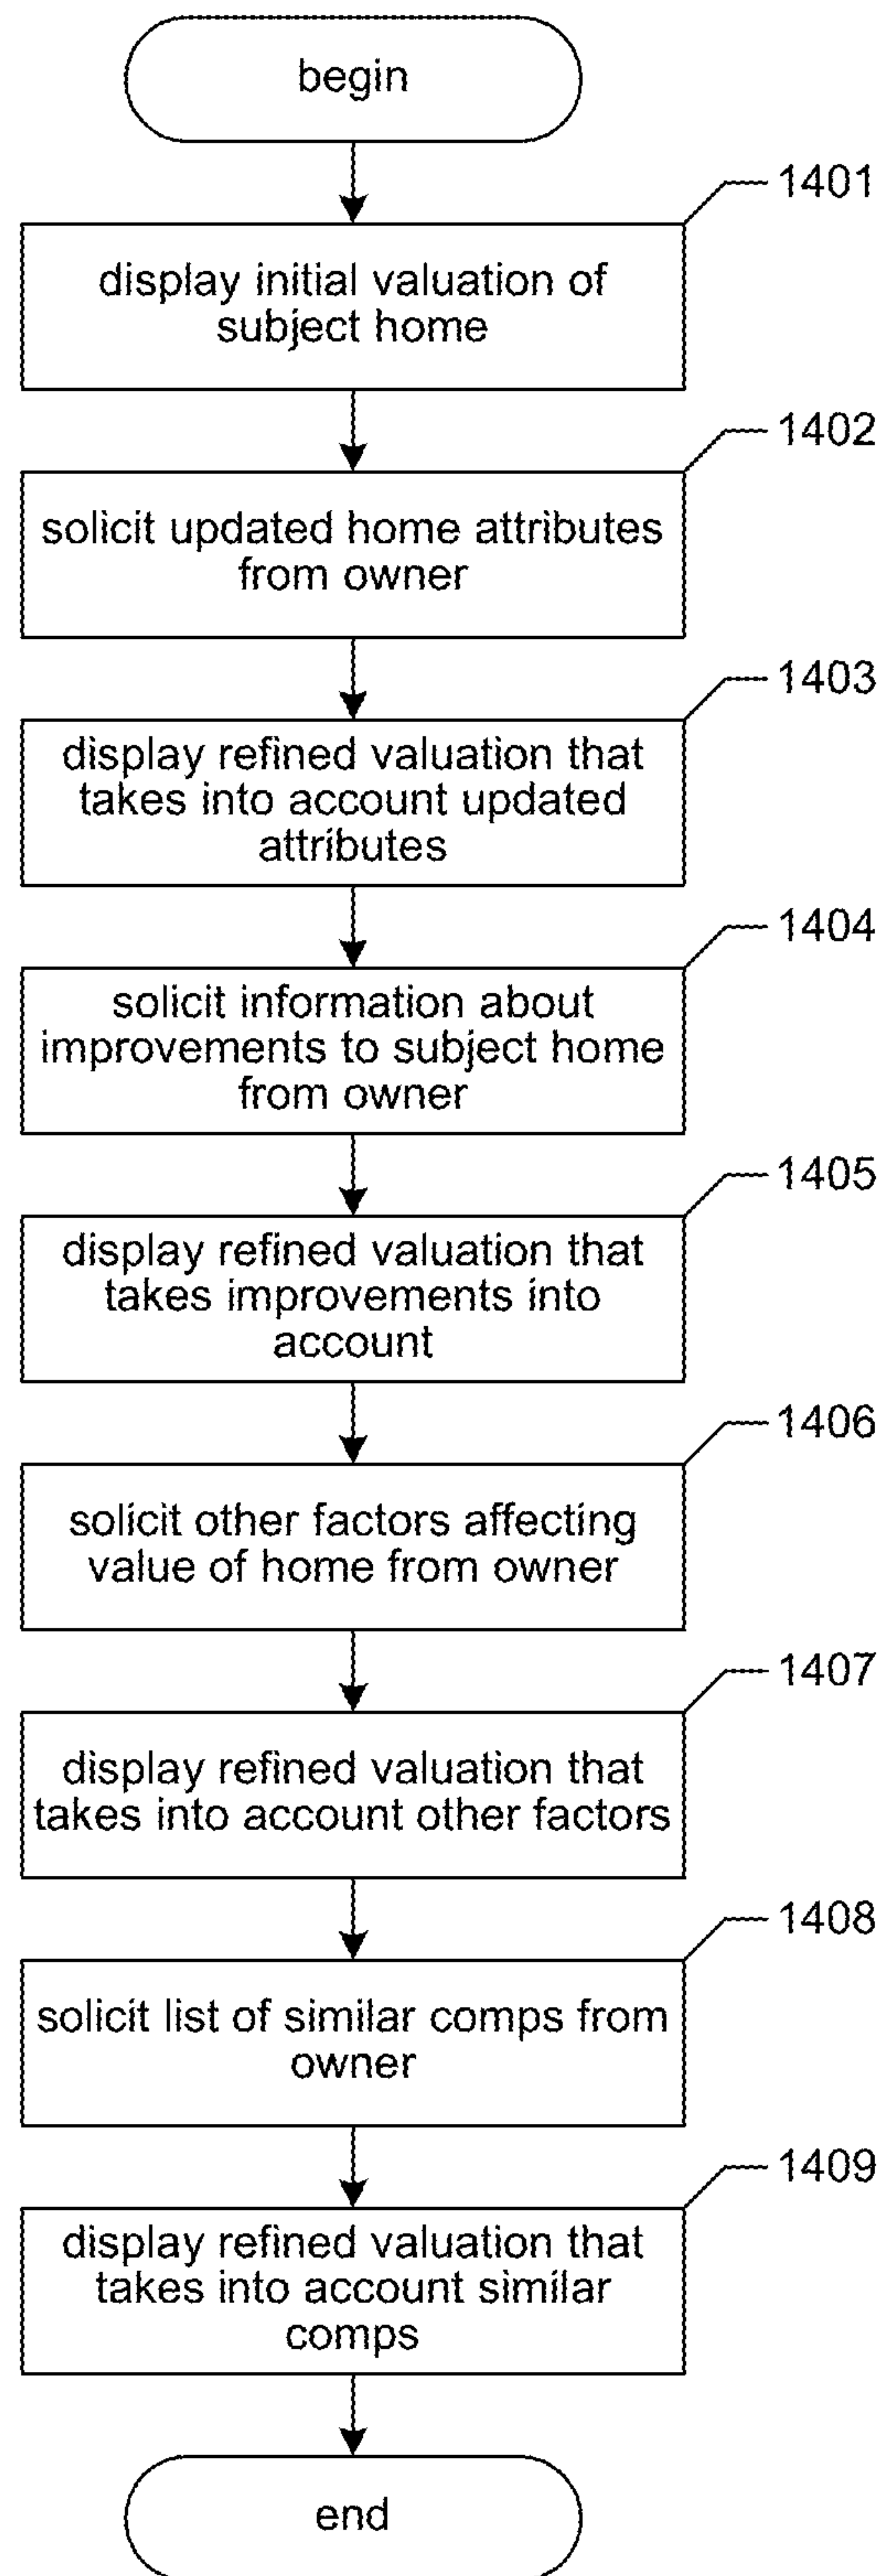 begin
1401
display initial valuation of
subject home
1402
solicit updated home attributes
from owner
1403
display refined valuation that
takes into account updated
attributes
1404
solicit information about
improvements to subject home
from owner
1405
display refined valuation that
takes improvements into
account
1406
solicit other factors affecting
value of home from owner
1407
display refined valuation that
takes into account other factors
1408
solicit list of similar comps from
owner
1409
display refined valuation that
takes into account similar
comps
end